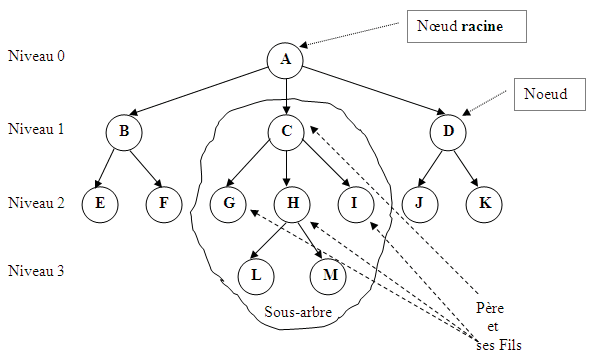 Nœud racine
Niveau 0
A
Noeud
Niveau 1
B
C
D
Niveau 2
E
F
G
H
I
J
K
Niveau 3
L
M
Sous-arbre
Père
et
ses Fils